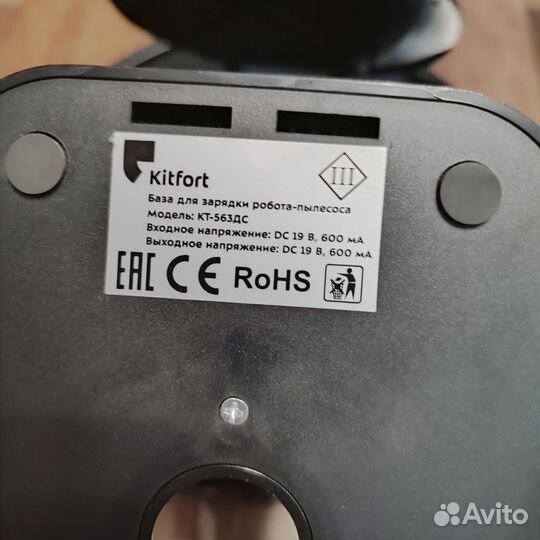 Kitfort
III
База для зарядки робота-пылесоса
Модель: КТ-563ДС
Входное напряжение: DC 19 В, 600 мА
Выходное напряжение: DC 19 В, 600 мА
EAC CE RoHS
Avito